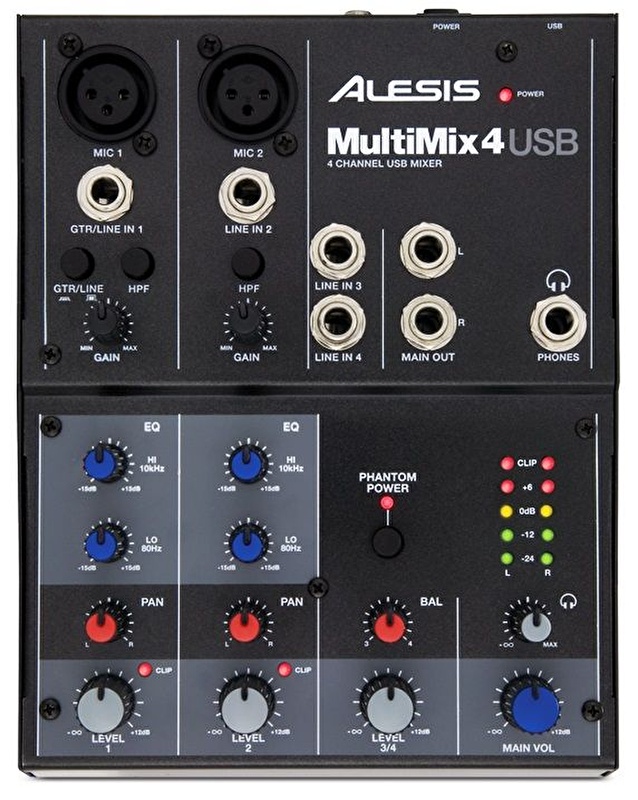 POWER
USB
ALESIS
POWER
MultiMix 4 USB
4 CHANNEL USB MIXER
MIC 1
MIC 2
GTR/LINE IN 1
LINE IN 2
L
GTR/LINE
HPF
HPF
LINE IN 3
R
MIN
MAX
MIN
MAX
GAIN
GAIN
LINE IN 4
MAIN OUT
PHONES
EQ
EQ
HI
10kHz
HI
10kHz
-15dB
+15dB
-15dB
+15dB
CLIP
PHANTOM
POWER
+6
0dB
LO
80Hz
LO
80Hz
-12
-24
-15dB
+15dB
-15dB
+15dB
L
R
PAN
PAN
BAL
L
R
L
R
3
4
-∞
MAX
CLIP
CLIP
-∞
+12dB
-∞
+12dB
-∞
+12dB
-∞
+12dB
LEVEL
1
LEVEL
2
LEVEL
3/4
MAIN VOL